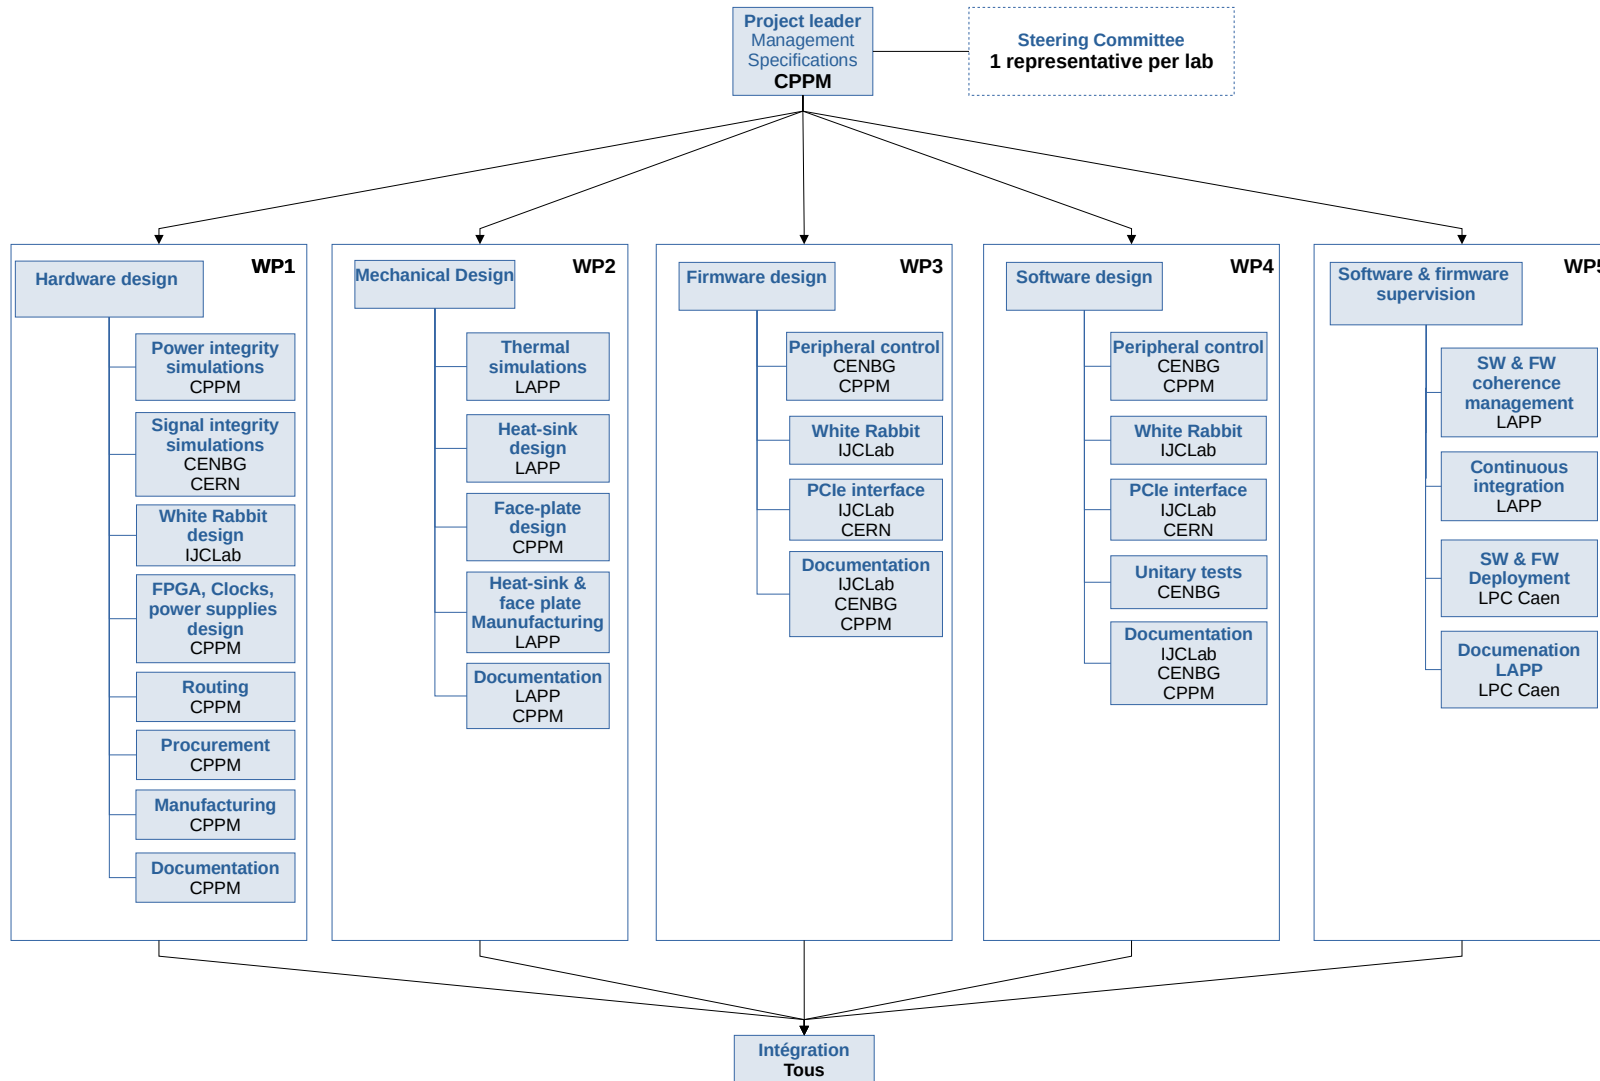 Project leader
Management
Specifications
CPPM
Steering Committee
1 representative per lab
WP1
Hardware design
Power integrity
simulations
CPPM
Signal integrity
simulations
CENBG
CERN
White Rabbit
design
IJCLab
FPGA, Clocks,
power supplies
design
CPPM
Routing
CPPM
Procurement
CPPM
Manufacturing
CPPM
Documentation
CPPM
WP2
Mechanical Design
Thermal
simulations
LAPP
Heat-sink
design
LAPP
Face-plate
design
CPPM
Heat-sink &
face plate
Maunufacturing
LAPP
Documentation
LAPP
CPPM
WP3
Firmware design
Peripheral control
CENBG
CPPM
White Rabbit
IJCLab
PCIe interface
IJCLab
CERN
Documentation
IJCLab
CENBG
CPPM
WP4
Software design
Peripheral control
CENBG
CPPM
White Rabbit
IJCLab
PCIe interface
IJCLab
CERN
Unitary tests
CENBG
Documentation
IJCLab
CENBG
CPPM
WP5
Software & firmware
supervision
SW & FW
coherence
management
LAPP
Continuous
integration
LAPP
SW & FW
Deployment
LPC Caen
Documenation
LAPP
LPC Caen
Intégration
Tous